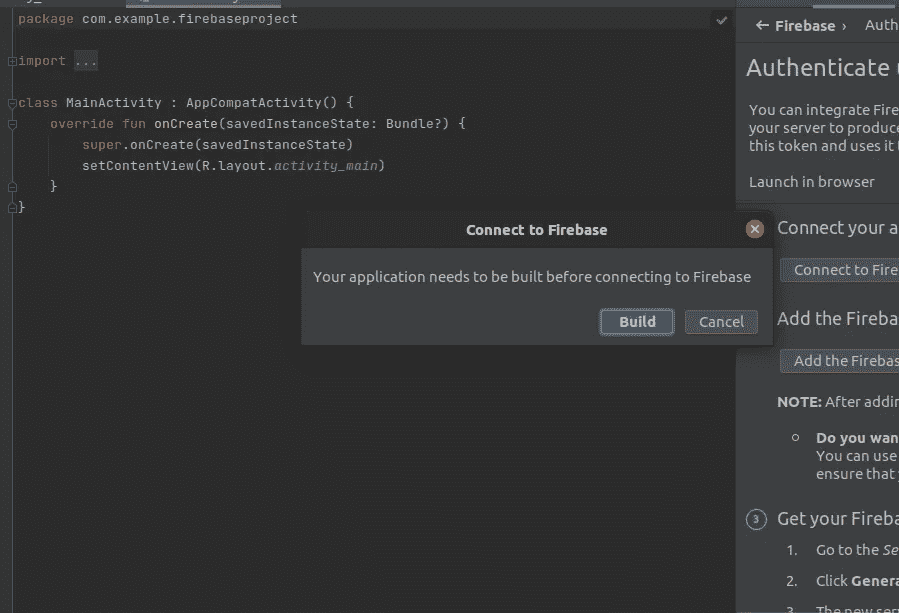 package com.example.firebaseproject
import ...
class MainActivity : AppCompatActivity() {
override fun onCreate(savedInstanceState: Bundle?) {
super.onCreate(savedInstanceState)
setContentView(R.layout.activity_main)
}
}
Connect to Firebase
Your application needs to be built before connecting to Firebase
Build
Cancel
← Firebase › Auth
Authenticate
You can integrate Fire
your server to produce
this token and uses it
Launch in browser
Connect your a
Connect to Fire
Add the Fireba
Add the Firebas
NOTE: After addin
Do you wan
You can use
ensure that
3 Get your Fireba
1. Go to the Se
2. Click Genera
3. The new serv